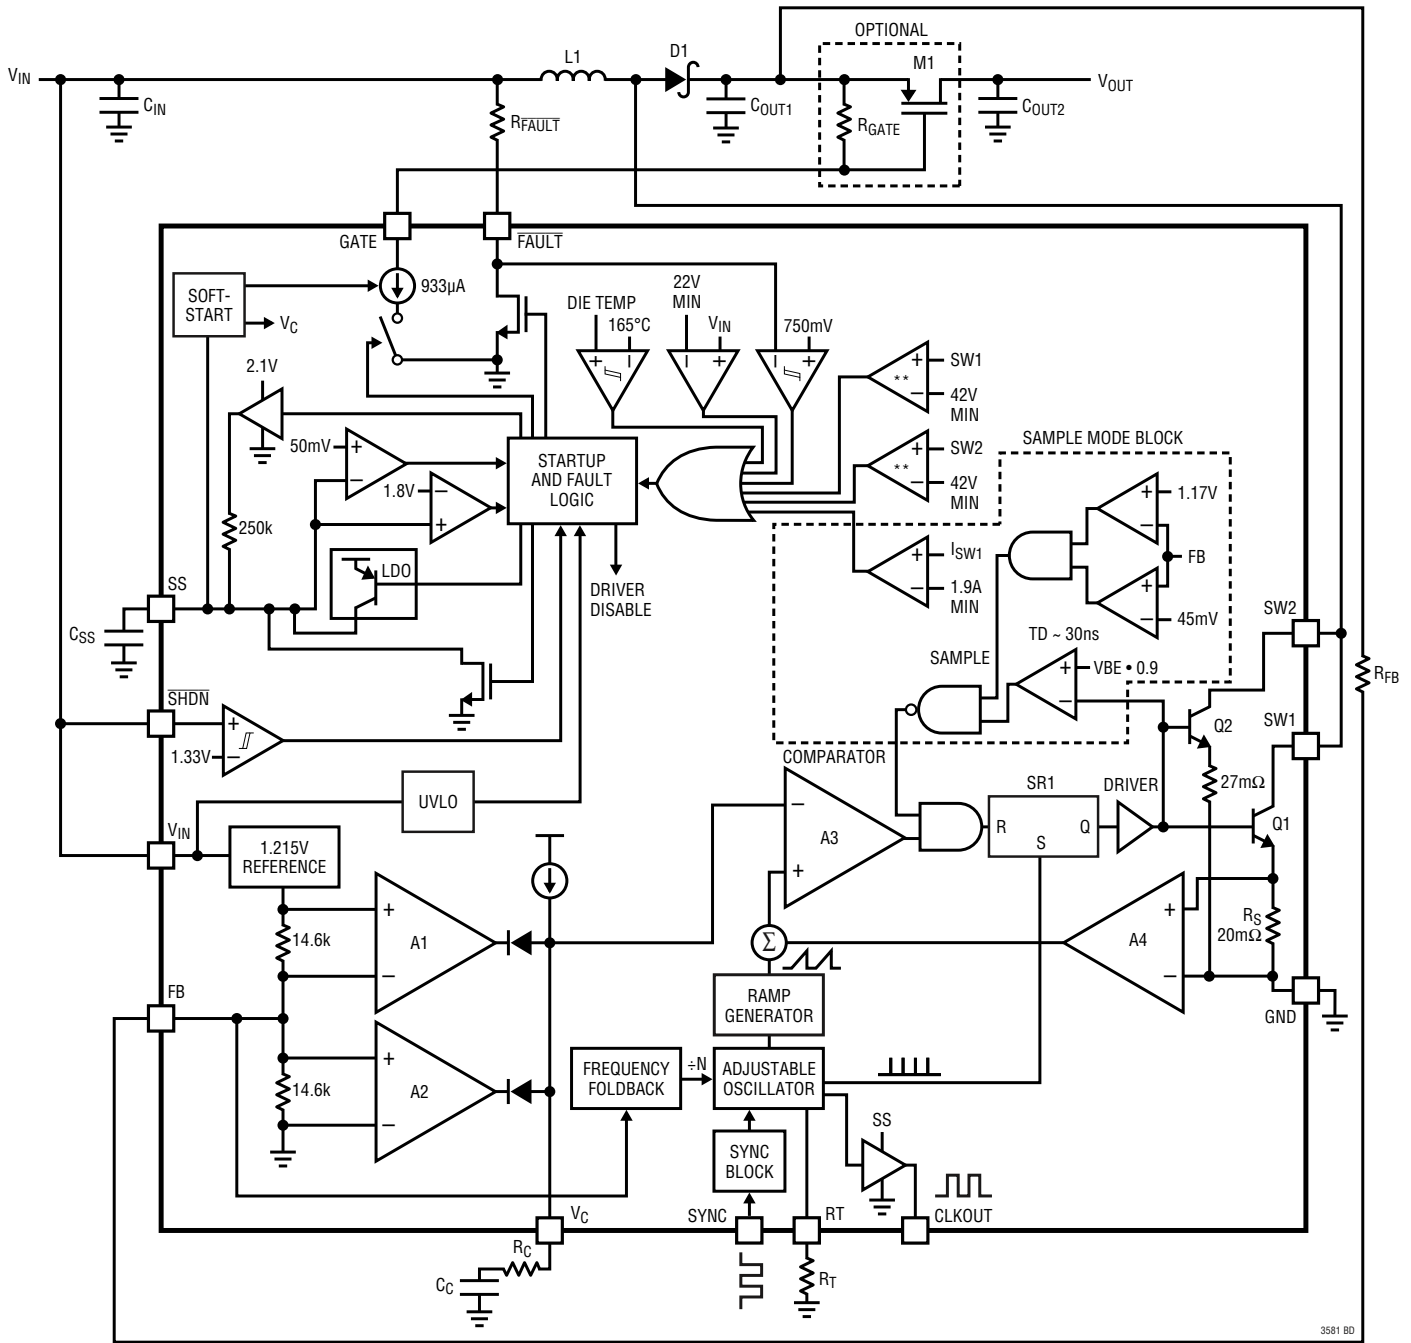 OPTIONAL
L1
D1
M1
VIN
VOUT
CIN
RFAULT
COUT1
RGATE
COUT2
GATE
FAULT
SOFT-
START
933µA
VC
DIE TEMP
165°C
22V
MIN
VIN
750mV
+ −
− +
− +
+ SW1
**
− 42V
MIN
2.1V
50mV
+
−
1.8V
−
+
STARTUP
AND FAULT
LOGIC
+ SW2
**
− 42V
MIN
SAMPLE MODE BLOCK
+ 1.17V
−
FB
+
− 45mV
250k
LDO
DRIVER
DISABLE
+ ISW1
− 1.9A
MIN
SS
CSS
TD ~ 30ns
SAMPLE
+ VBE • 0.9
−
SW2
RFB
SHDN
+
1.33V −
Q2
SW1
COMPARATOR
27mΩ
UVLO
SR1
DRIVER
VIN
1.215V
REFERENCE
−
A3
+
R
S
Q
Q1
14.6k
+
A1
−
Σ
+
A4
−
RS
20mΩ
FB
RAMP
GENERATOR
GND
14.6k
+
A2
−
FREQUENCY
FOLDBACK
÷N
ADJUSTABLE
OSCILLATOR
SS
SYNC
BLOCK
VC
SYNC
RT
CLKOUT
RC
CC
RT
3581 BD